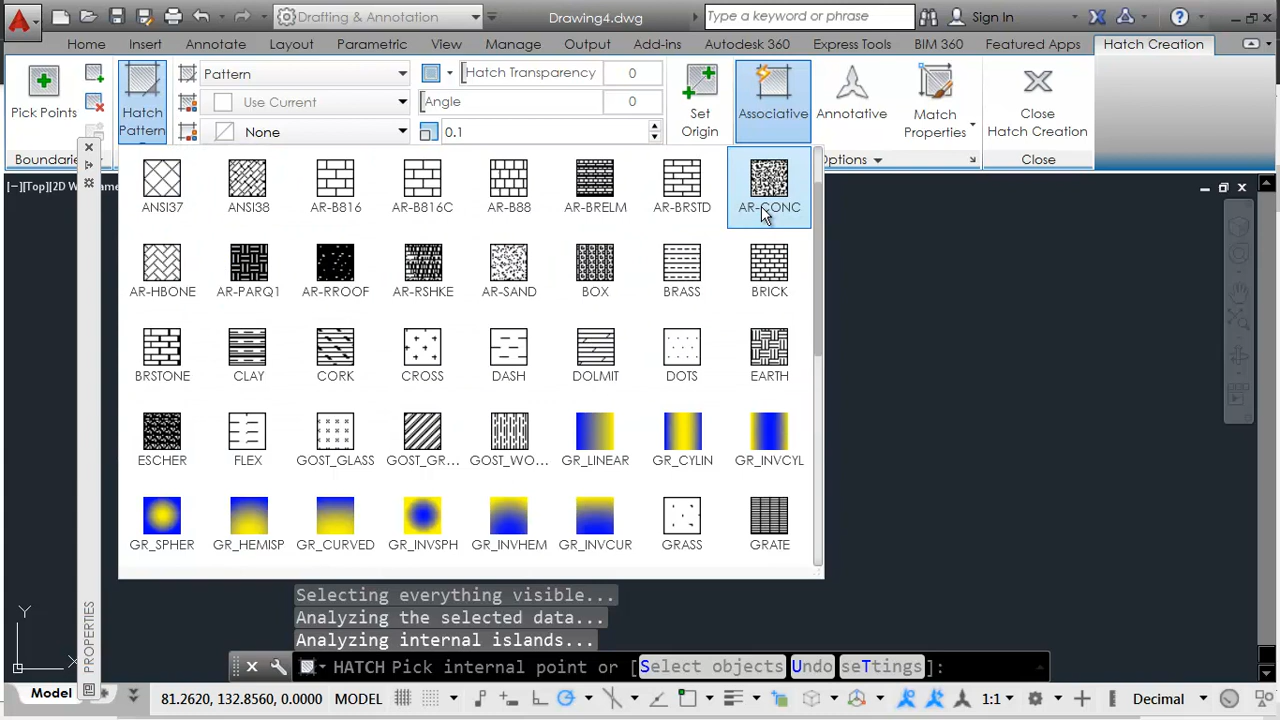 Drafting & Annotation
Drawing4.dwg
Type a keyword or phrase
Sign In
Home Insert Annotate Layout Parametric View Manage Output Add-ins Autodesk 360 Express Tools BIM 360 Featured Apps Hatch Creation
Pick Points
Boundaries
Hatch Pattern
Pattern
Use Current
None
Hatch Transparency 0
Angle 0
0.1
Set Origin
Associative
Annotative
Match Properties
Close Hatch Creation
Options
Close
[−][Top][2D W
ANSI37 ANSI38 AR-B816 AR-B816C AR-B88 AR-BRELM AR-BRSTD AR-CONC
AR-HBONE AR-PARQ1 AR-RROOF AR-RSHKE AR-SAND BOX BRASS BRICK
BRSTONE CLAY CORK CROSS DASH DOLMIT DOTS EARTH
ESCHER FLEX GOST_GLASS GOST_GR... GOST_WO... GR_LINEAR GR_CYLIN GR_INVCYL
GR_SPHER GR_HEMISP GR_CURVED GR_INVSPH GR_INVHEM GR_INVCUR GRASS GRATE
Selecting everything visible...
Analyzing the selected data...
Analyzing internal islands...
HATCH Pick internal point or [Select objects Undo seTtings]:
PROPERTIES
Y
X
Model
81.2620, 132.8560, 0.0000 MODEL 1:1 Decimal